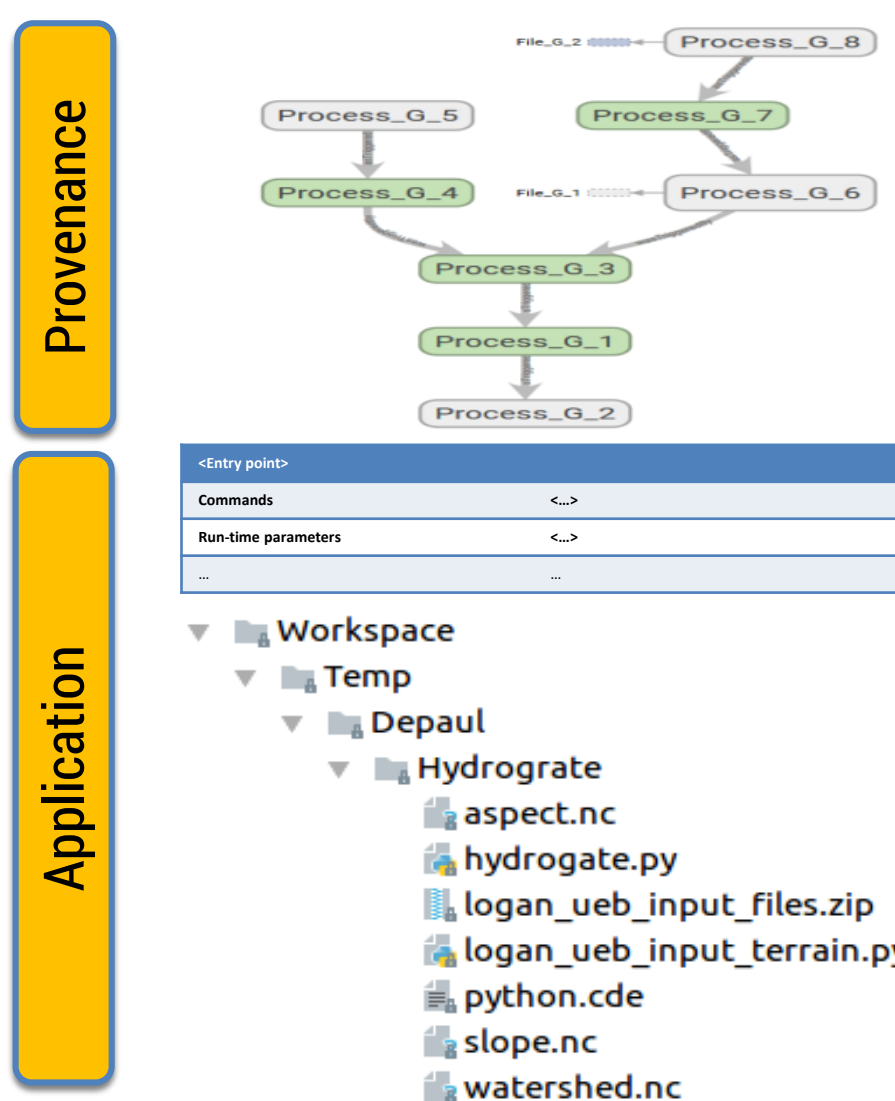 Provenance
File_G_2
Process_G_8
Process_G_5
Process_G_7
Process_G_4
File_G_1
Process_G_6
Process_G_3
Process_G_1
Process_G_2
Application
<Entry point>
Commands <...>
Run-time parameters <...>
... ...
Workspace
Temp
Depaul
Hydrograte
aspect.nc
hydrogate.py
logan_ueb_input_files.zip
logan_ueb_input_terrain.py
python.cde
slope.nc
watershed.nc